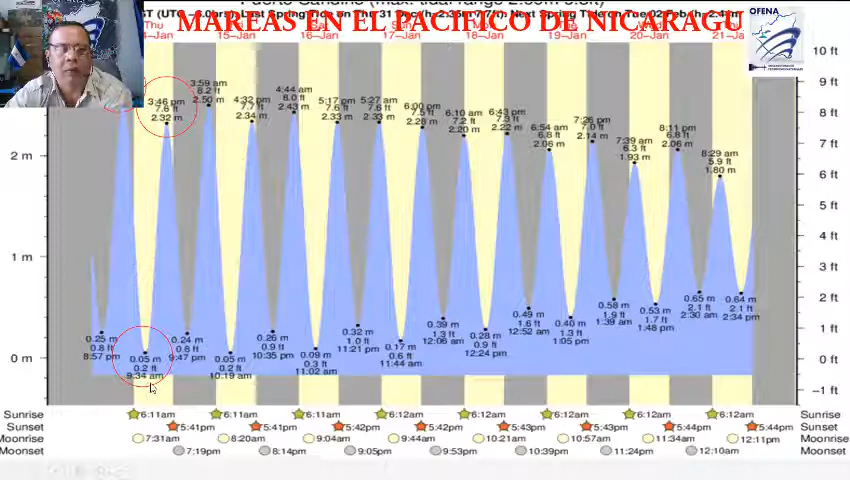 MAREAS EN EL PACIFICO DE NICARAGU
OFENA
Thu
15-Jan
16-Jan
17-Jan
18-Jan
19-Jan
20-Jan
21-Jan
10 ft
9 ft
8 ft
7 ft
6 ft
5 ft
4 ft
3 ft
2 ft
1 ft
0 ft
−1 ft
2 m
1 m
0 m
3:46 pm
7.6 ft
2.32 m
3:59 am
8.2 ft
2.50 m
4:32 pm
7.7 ft
2.34 m
4:44 am
8.0 ft
2.43 m
5:17 pm
7.6 ft
2.33 m
5:27 am
7.6 ft
2.33 m
6:00 pm
7.5 ft
2.28 m
6:10 am
7.2 ft
2.20 m
6:43 pm
7.3 ft
2.22 m
6:54 am
6.8 ft
2.06 m
7:26 pm
7.0 ft
2.14 m
7:39 am
6.3 ft
1.93 m
8:11 pm
6.8 ft
2.06 m
8:29 am
5.9 ft
1.80 m
0.25 m
0.8 ft
8:57 pm
0.05 m
0.2 ft
9:34 am
0.24 m
0.8 ft
9:47 pm
0.05 m
0.2 ft
10:19 am
0.26 m
0.9 ft
10:35 pm
0.09 m
0.3 ft
11:02 am
0.32 m
1.0 ft
11:21 pm
0.17 m
0.6 ft
11:44 am
0.39 m
1.3 ft
12:06 am
0.28 m
0.9 ft
12:24 pm
0.49 m
1.6 ft
12:52 am
0.40 m
1.3 ft
1:05 pm
0.58 m
1.9 ft
1:39 am
0.53 m
1.7 ft
1:48 pm
0.65 m
2.1 ft
2:30 am
0.64 m
2.1 ft
2:34 pm
Sunrise 6:11am 6:11am 6:11am 6:12am 6:12am 6:12am 6:12am 6:12am Sunrise
Sunset 5:41pm 5:41pm 5:42pm 5:42pm 5:43pm 5:43pm 5:44pm 5:44pm Sunset
Moonrise 7:31am 8:20am 9:04am 9:44am 10:21am 10:57am 11:34am 12:11pm Moonrise
Moonset 7:19pm 8:14pm 9:05pm 9:53pm 10:39pm 11:24pm 12:10am Moonset